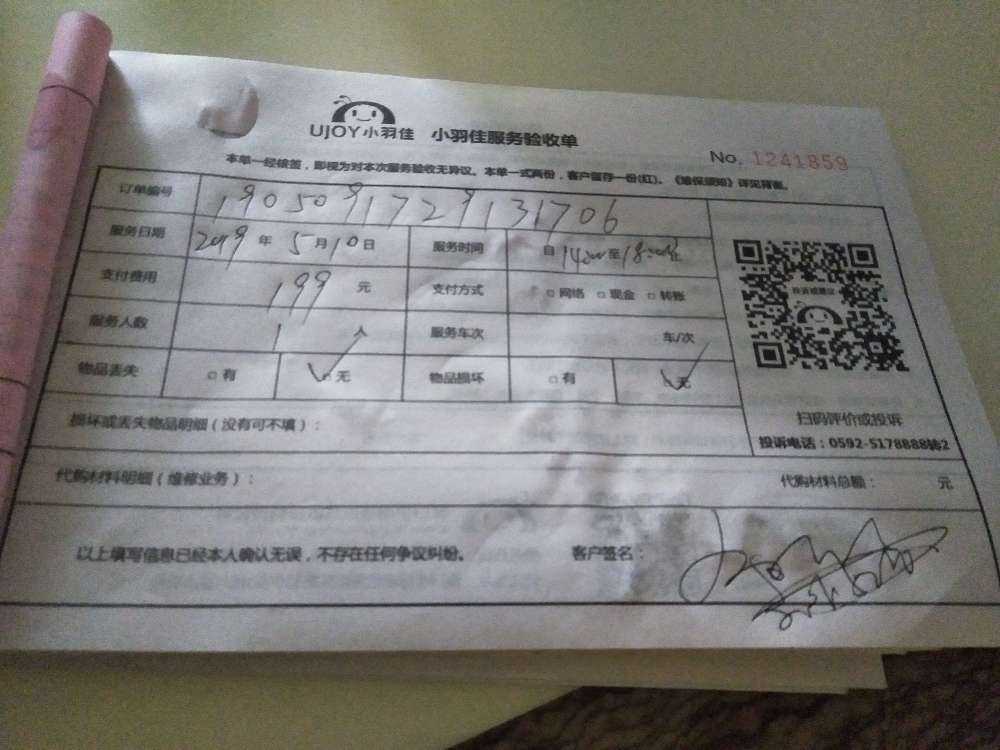 UJOY小羽佳 小羽佳服务验收单
No. 1241859
本单一经核签，即视为对本次服务验收无异议。本单一式两份，客户留存一份(红)。《维保须知》详见背面。
订单编号 1905091729131706
服务日期 2019 年 5 月 10 日 服务时间 自 14:00 至 18:00
支付费用 199 元 支付方式 □ 网络 □ 现金 □ 转账
服务人数 1 人 服务车次 车/次
物品丢失 □ 有 □ 无 物品损坏 □ 有 □ 无
投诉或建议
扫码评价或投诉
投诉电话：0592-5178888转2
损坏或丢失物品明细（没有可不填）：
代购材料明细（维修业务）： 代购材料总额： 元
以上填写信息已经本人确认无误，不存在任何争议纠纷。 客户签名：